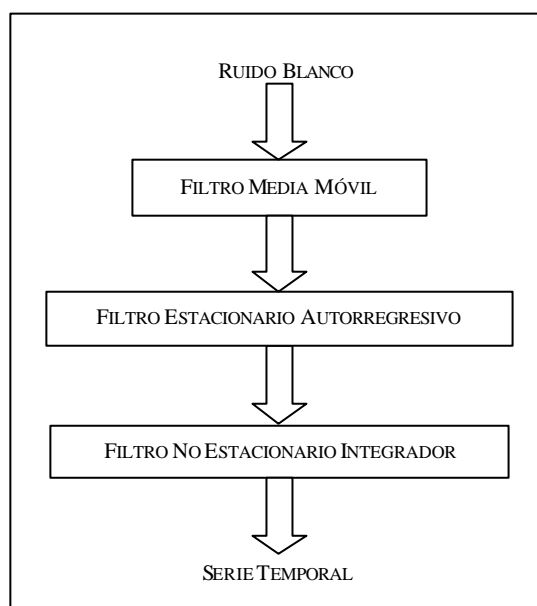 RUIDO BLANCO
FILTRO MEDIA MÓVIL
FILTRO ESTACIONARIO AUTORREGRESIVO
FILTRO NO ESTACIONARIO INTEGRADOR
SERIE TEMPORAL